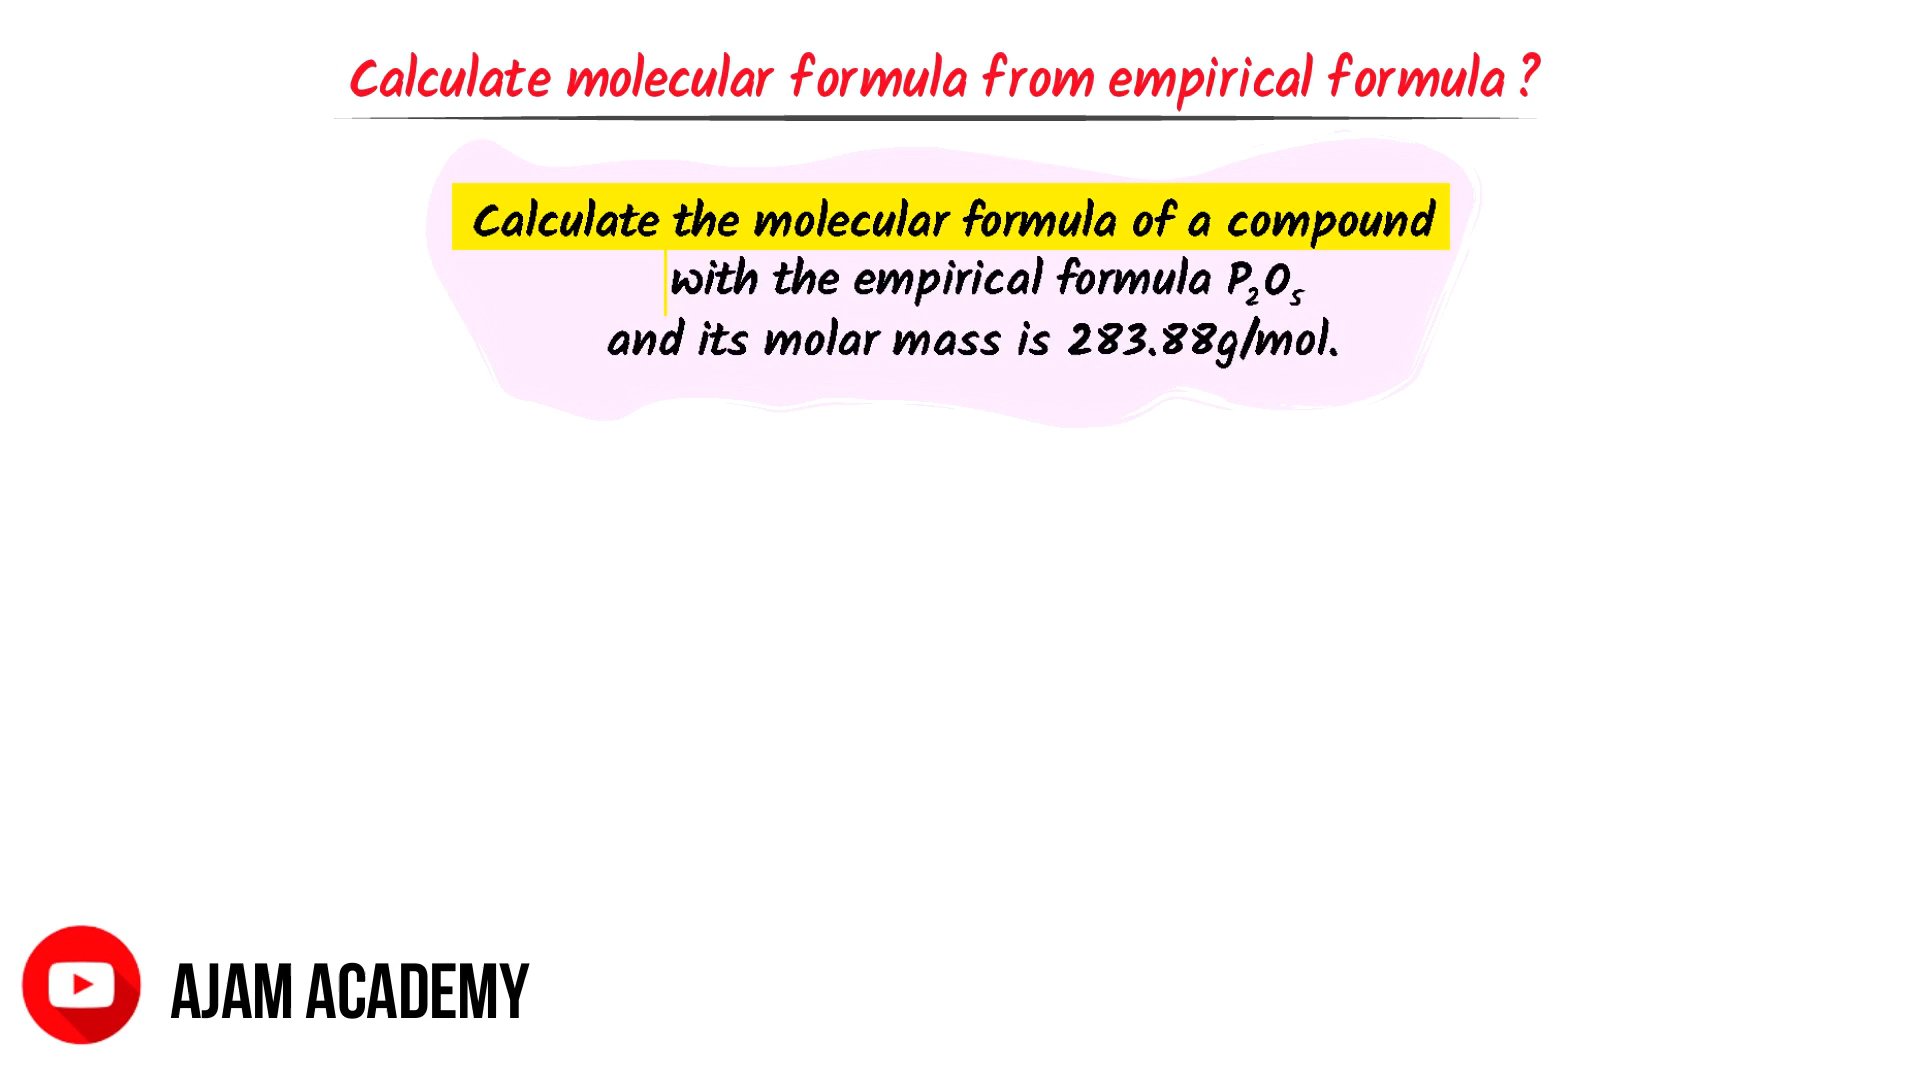 Calculate molecular formula from empirical formula ?
Calculate the molecular formula of a compound
with the empirical formula P₂O₅
and its molar mass is 283.88g/mol.
AJAM ACADEMY